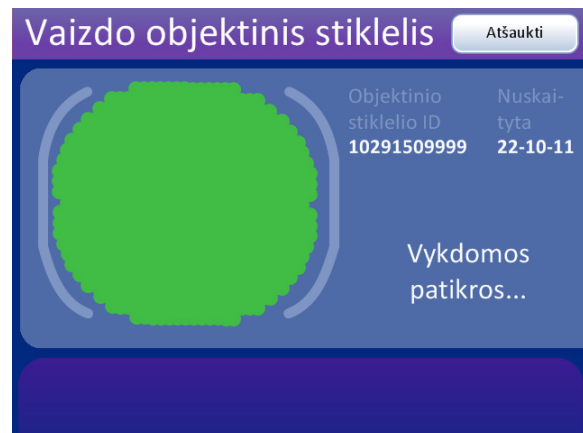 Vaizdo objektinis stiklelis
Atšaukti
Objektinio
stiklelio ID
10291509999
Nuskai-
tyta
22-10-11
Vykdomos
patikros...